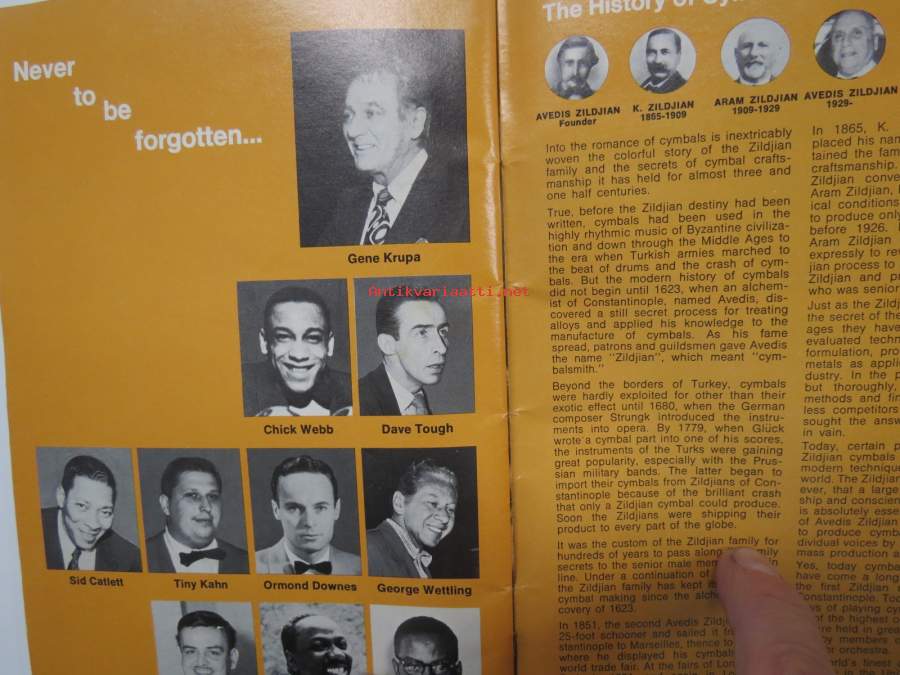 Never
to
be
forgotten...
Gene Krupa
Antikvariaatti.net
Chick Webb
Dave Tough
Sid Catlett
Tiny Kahn
Ormond Downes
George Wettling
The History of
AVEDIS ZILDJIAN
Founder
K. ZILDJIAN
1865-1909
ARAM ZILDJIAN
1909-1929
AVEDIS ZILDJIAN
1929-
Into the romance of cymbals is inextricably
woven the colorful story of the Zildjian
family and the secrets of cymbal crafts-
manship it has held for almost three and
one half centuries.
True, before the Zildjian destiny had been
written, cymbals had been used in the
highly rhythmic music of Byzantine civiliza-
tion and down through the Middle Ages to
the era when Turkish armies marched to
the beat of drums and the crash of cym-
bals. But the modern history of cymbals
did not begin until 1623, when an alchem-
ist of Constantinople, named Avedis, dis-
covered a still secret process for treating
alloys and applied his knowledge to the
manufacture of cymbals. As his fame
spread, patrons and guildsmen gave Avedis
the name "Zildjian", which meant "cym-
balsmith."
Beyond the borders of Turkey, cymbals
were hardly exploited for other than their
exotic effect until 1680, when the German
composer Strungk introduced the instru-
ments into opera. By 1779, when Glück
wrote a cymbal part into one of his scores,
the instruments of the Turks were gaining
great popularity, especially with the Prus-
sian military bands. The latter began to
import their cymbals from Zildjians of Con-
stantinople because of the brilliant crash
that only a Zildjian cymbal could produce.
Soon the Zildjians were shipping their
product to every part of the globe.
It was the custom of the Zildjian family for
hundreds of years to pass along
secrets to the senior male
line. Under a continuation of
the Zildjian family has kept
cymbal making since the
covery of 1623.
In 1851, the second Avedis
25-foot schooner and sailed it
stantinople to Marseilles, thence to
where he displayed his
world trade fair. At the fairs of
In 1865, K.
placed his
tained the
craftsmanship.
Zildjian
Aram Zildjian,
ical conditions
to produce only
before 1926.
Aram Zildjian
expressly to
jian process to
Zildjian and
who was senior
Just as the
the secret of the
ages they have
evaluated
formulation,
metals as
dustry. In the
but thoroughly,
methods and
less competitors
sought the
in vain.
Today, certain
Zildjian cymbals
modern
world. The
ever, that a
ship and
is absolutely
of Avedis Zildjian
to produce
dividual voices by
mass production
Yes, today
have come a
the first Zildjian
Constantinople.
of playing
of the highest
held in
by members
orchestra.
world's finest
in the